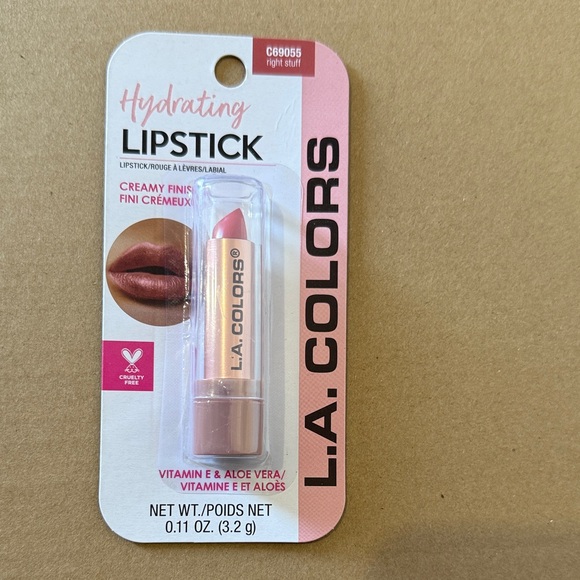 C69055
right stuff
Hydrating
LIPSTICK
LIPSTICK/ROUGE À LÈVRES/LABIAL
CREAMY FINIS
FINI CRÉMEUX
L.A. COLORS
L.A. COLORS®
CRUELTY
FREE
VITAMIN E & ALOE VERA/
VITAMINE E ET ALOÈS
NET WT./POIDS NET
0.11 OZ. (3.2 g)